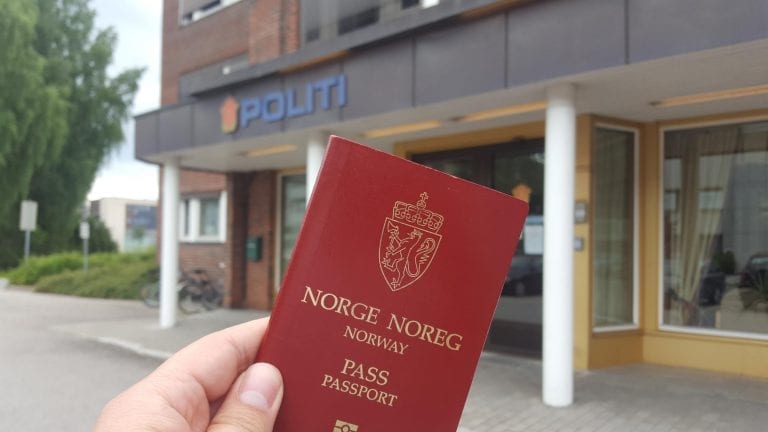 POLITI
NORGE NOREG
NORWAY
PASS
PASSPORT